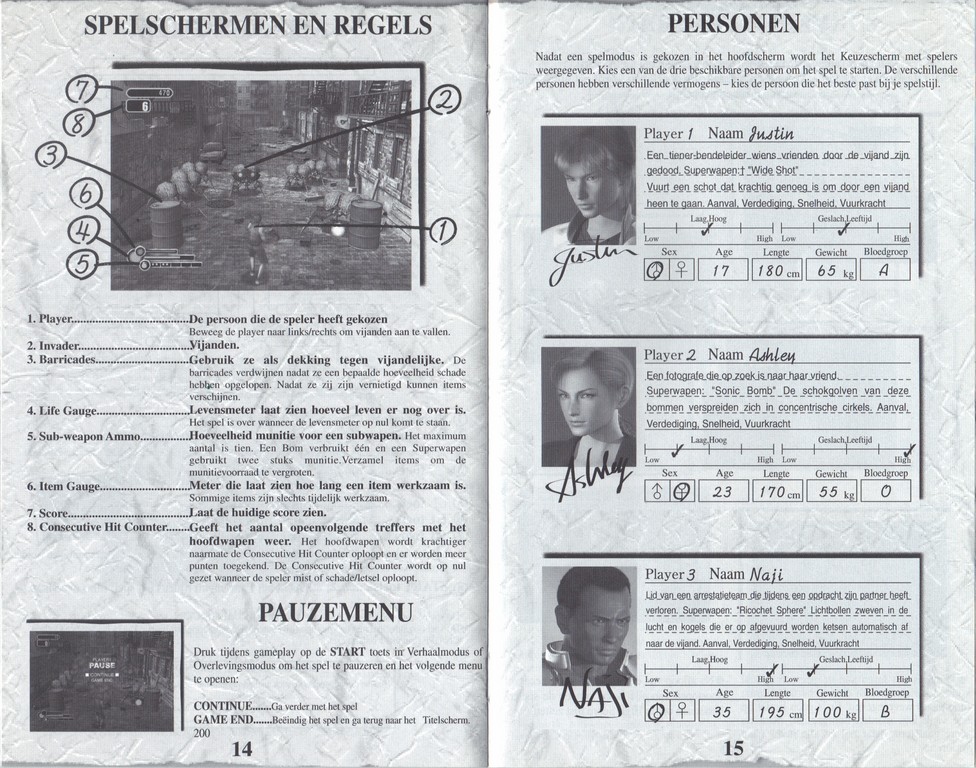 SPELSCHERMEN EN REGELS
7
8
3
6
4
5
2
1
478
6
1. Player..........................................De persoon die de speler heeft gekozen
Beweeg de player naar links/rechts om vijanden aan te vallen.
2. Invader.......................................Vijanden.
3. Barricades..................................Gebruik ze als dekking tegen vijandelijke. De
barricades verdwijnen nadat ze een bepaalde hoeveelheid schade
hebben opgelopen. Nadat ze zij zijn vernietigd kunnen items
verschijnen.
4. Life Gauge..................................Levensmeter laat zien hoeveel leven er nog over is.
Het spel is over wanneer de levensmeter op nul komt te staan.
5. Sub-weapon Ammo..............Hoeveelheid munitie voor een subwapen. Het maximum
aantal is tien. Een Bom verbruikt één en een Superwapen
gebruikt twee stuks munitie.Verzamel items om de
munitievoorraad te vergroten.
6. Item Gauge.................................Meter die laat zien hoe lang een item werkzaam is.
Sommige items zijn slechts tijdelijk werkzaam.
7. Score............................................Laat de huidige score zien.
8. Consecutive Hit Counter........Geeft het aantal opeenvolgende treffers met het
hoofdwapen weer. Het hoofdwapen wordt krachtiger
naarmate de Consecutive Hit Counter oploopt en er worden meer
punten toegekend. De Consecutive Hit Counter wordt op nul
gezet wanneer de speler mist of schade/letsel oploopt.
PAUZEMENU
PAUSE
CONTINUE
GAME END
Druk tijdens gameplay op de START toets in Verhaalmodus of
Overlevingsmodus om het spel te pauzeren en het volgende menu
te openen:
CONTINUE.......Ga verder met het spel
GAME END.......Beëindig het spel en ga terug naar het Titelscherm.
200
14
PERSONEN
Nadat een spelmodus is gekozen in het hoofdscherm wordt het Keuzescherm met spelers
weergegeven. Kies een van de drie beschikbare personen om het spel te starten. De verschillende
personen hebben verschillende vermogens – kies de persoon die het beste past bij je spelstijl.
Player 1 Naam Justin
Een tiener-bendeleider wiens vrienden door de vijand zijn
gedood. Superwapen:† "Wide Shot"
Vuurt een schot dat krachtig genoeg is om door een vijand
heen te gaan. Aanval, Verdediging, Snelheid, Vuurkracht
Laag,Hoog Geslach,Leeftijd
Low High Low High
Sex Age Lengte Gewicht Bloedgroep
♂ ♀ 17 180 cm 65 kg A
Justin
Player 2 Naam Ashley
Een fotografe die op zoek is naar haar vriend.
Superwapen: "Sonic Bomb" De schokgolven van deze
bommen verspreiden zich in concentrische cirkels. Aanval,
Verdediging, Snelheid, Vuurkracht
Laag,Hoog Geslach,Leeftijd
Low High Low High
Sex Age Lengte Gewicht Bloedgroep
♂ ♀ 23 170 cm 55 kg O
Ashley
Player 3 Naam Naji
Lid van een arrestatieteam die tijdens een opdracht zijn partner heeft
verloren. Superwapen: "Ricochet Sphere" Lichtbollen zweven in de
lucht en kogels die er op afgevuurd worden ketsen automatisch af
naar de vijand. Aanval, Verdediging, Snelheid, Vuurkracht
Laag,Hoog Geslach,Leeftijd
Low High Low High
Sex Age Lengte Gewicht Bloedgroep
♂ ♀ 35 195 cm 100 kg B
NAJI
15